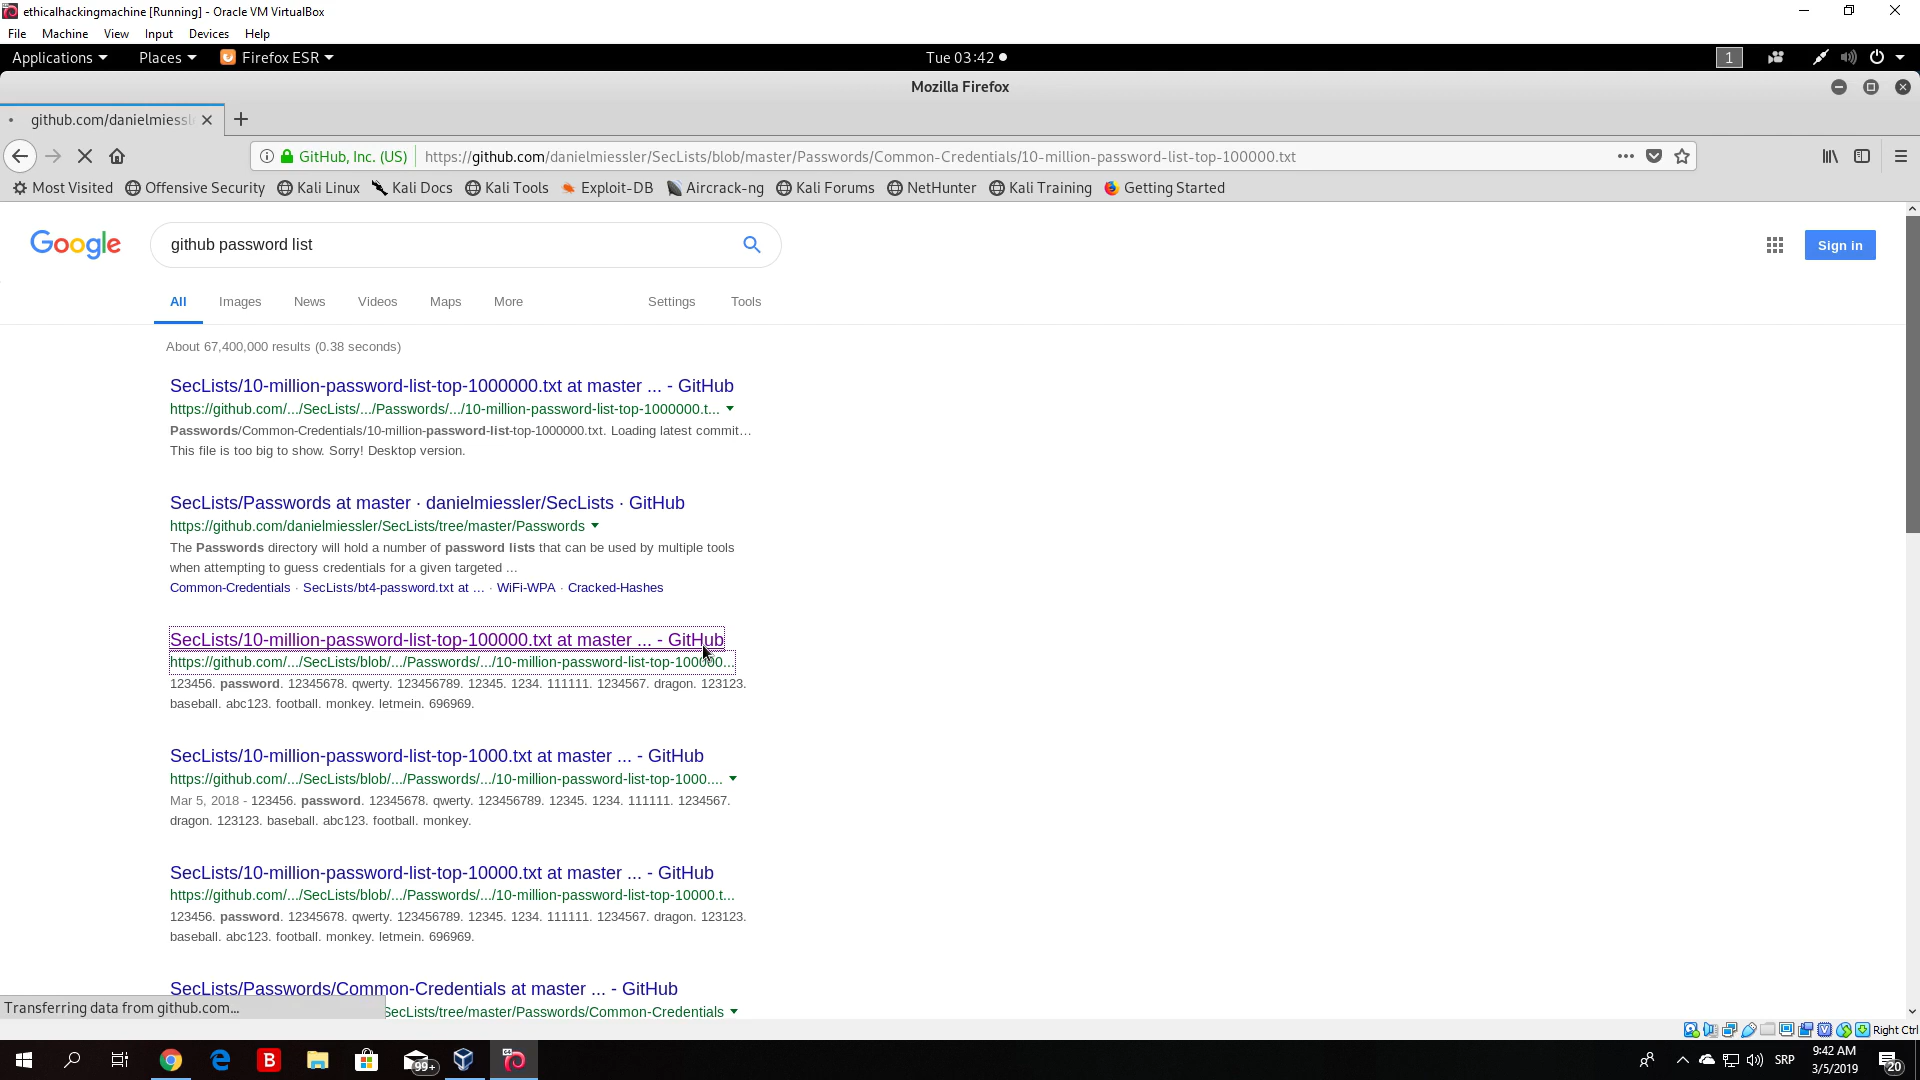 ethicalhackingmachine [Running] - Oracle VM VirtualBox
File Machine View Input Devices Help
Applications Places Firefox ESR Tue 03:42 1
Mozilla Firefox
github.com/danielmiessl
GitHub, Inc. (US) https://github.com/danielmiessler/SecLists/blob/master/Passwords/Common-Credentials/10-million-password-list-top-100000.txt
Most Visited Offensive Security Kali Linux Kali Docs Kali Tools Exploit-DB Aircrack-ng Kali Forums NetHunter Kali Training Getting Started
Google github password list Sign in
All Images News Videos Maps More Settings Tools
About 67,400,000 results (0.38 seconds)
SecLists/10-million-password-list-top-1000000.txt at master ... - GitHub
https://github.com/.../SecLists/.../Passwords/.../10-million-password-list-top-1000000.t...
Passwords/Common-Credentials/10-million-password-list-top-1000000.txt. Loading latest commit…
This file is too big to show. Sorry! Desktop version.
SecLists/Passwords at master · danielmiessler/SecLists · GitHub
https://github.com/danielmiessler/SecLists/tree/master/Passwords
The Passwords directory will hold a number of password lists that can be used by multiple tools
when attempting to guess credentials for a given targeted ...
Common-Credentials · SecLists/bt4-password.txt at ... · WiFi-WPA · Cracked-Hashes
SecLists/10-million-password-list-top-100000.txt at master ... - GitHub
https://github.com/.../SecLists/blob/.../Passwords/.../10-million-password-list-top-100000...
123456. password. 12345678. qwerty. 123456789. 12345. 1234. 111111. 1234567. dragon. 123123.
baseball. abc123. football. monkey. letmein. 696969.
SecLists/10-million-password-list-top-1000.txt at master ... - GitHub
https://github.com/.../SecLists/blob/.../Passwords/.../10-million-password-list-top-1000....
Mar 5, 2018 - 123456. password. 12345678. qwerty. 123456789. 12345. 1234. 111111. 1234567.
dragon. 123123. baseball. abc123. football. monkey.
SecLists/10-million-password-list-top-10000.txt at master ... - GitHub
https://github.com/.../SecLists/blob/.../Passwords/.../10-million-password-list-top-10000.t...
123456. password. 12345678. qwerty. 123456789. 12345. 1234. 111111. 1234567. dragon. 123123.
baseball. abc123. football. monkey. letmein. 696969.
SecLists/Passwords/Common-Credentials at master ... - GitHub
Transferring data from github.com... SecLists/tree/master/Passwords/Common-Credentials
Right Ctrl
B 99+ SRP 9:42 AM
3/5/2019 20